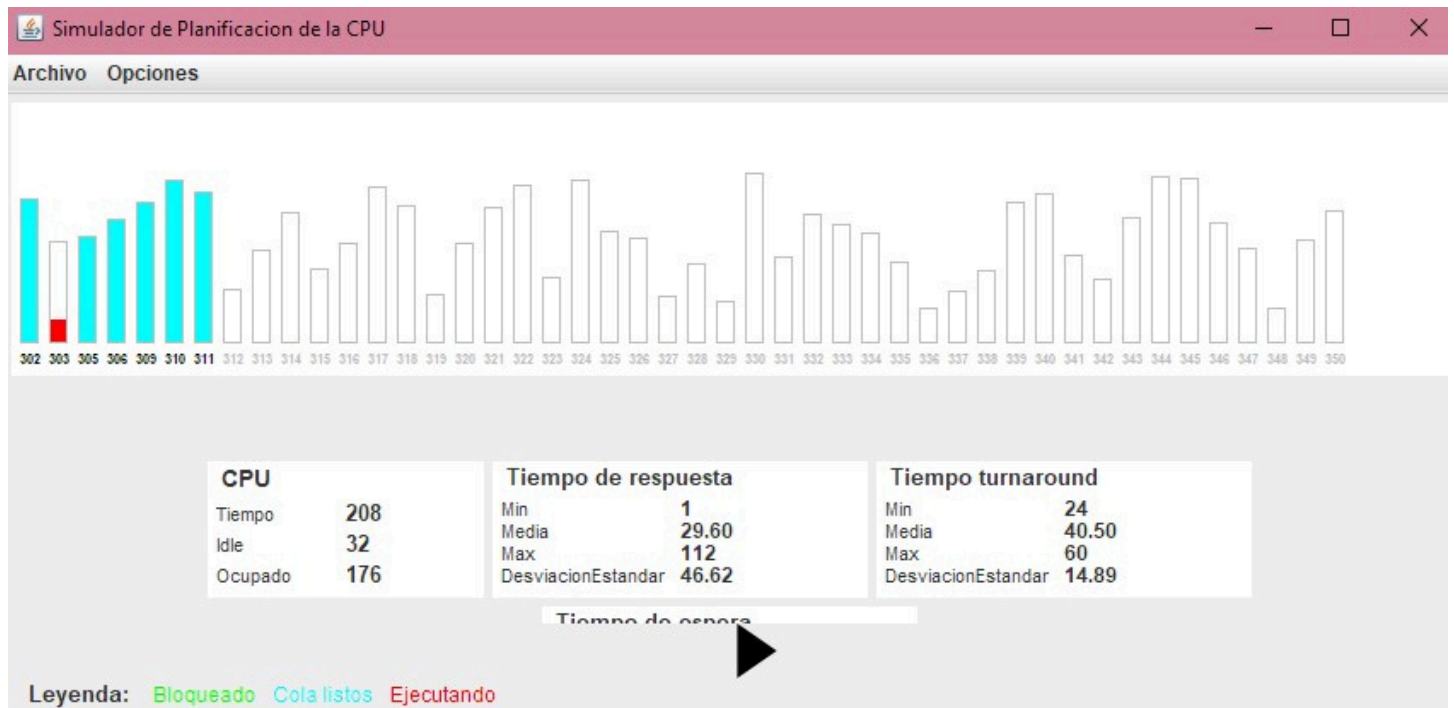 Simulador de Planificacion de la CPU
Archivo Opciones
302 303 305 306 309 310 311 312 313 314 315 316 317 318 319 320 321 322 323 324 325 326 327 328 329 330 331 332 333 334 335 336 337 338 339 340 341 342 343 344 345 346 347 348 349 350
CPU
Tiempo 208
Idle 32
Ocupado 176
Tiempo de respuesta
Min 1
Media 29.60
Max 112
DesviacionEstandar 46.62
Tiempo turnaround
Min 24
Media 40.50
Max 60
DesviacionEstandar 14.89
Tiempo de espera
Leyenda: Bloqueado Cola listos Ejecutando